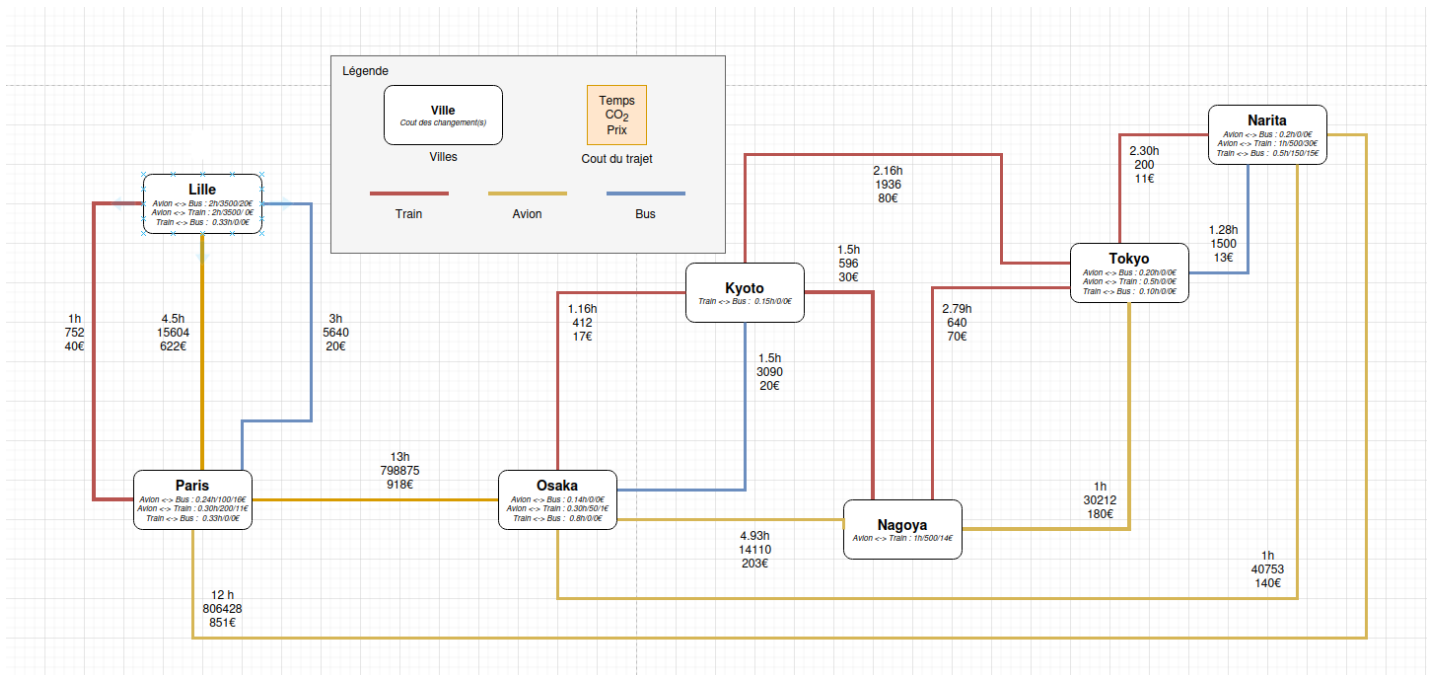 Légende
Ville
Cout des changement(s)
Villes
Temps
CO2
Prix
Cout du trajet
Train
Avion
Bus
Lille
Avion <-> Bus : 2h/3500/20€
Avion <-> Train : 2h/3500/ 0€
Train <-> Bus : 0.33h/0/0€
1h
752
40€
4.5h
15604
622€
3h
5640
20€
Paris
Avion <-> Bus : 0.24h/100/16€
Avion <-> Train : 0.30h/200/11€
Train <-> Bus : 0.33h/0/0€
13h
798875
918€
12 h
806428
851€
Osaka
Avion <-> Bus : 0.14h/0/0€
Avion <-> Train : 0.30h/50/1€
Train <-> Bus : 0.8h/0/0€
1.16h
412
17€
Kyoto
Train <-> Bus : 0.15h/0/0€
1.5h
3090
20€
2.16h
1936
80€
1.5h
596
30€
4.93h
14110
203€
Nagoya
Avion <-> Train : 1h/500/14€
2.79h
640
70€
1h
30212
180€
Tokyo
Avion <-> Bus : 0.20h/0/0€
Avion <-> Train : 0.5h/0/0€
Train <-> Bus : 0.10h/0/0€
2.30h
200
11€
1.28h
1500
13€
Narita
Avion <-> Bus : 0.2h/0/0€
Avion <-> Train : 1h/500/30€
Train <-> Bus : 0.5h/150/15€
1h
40753
140€